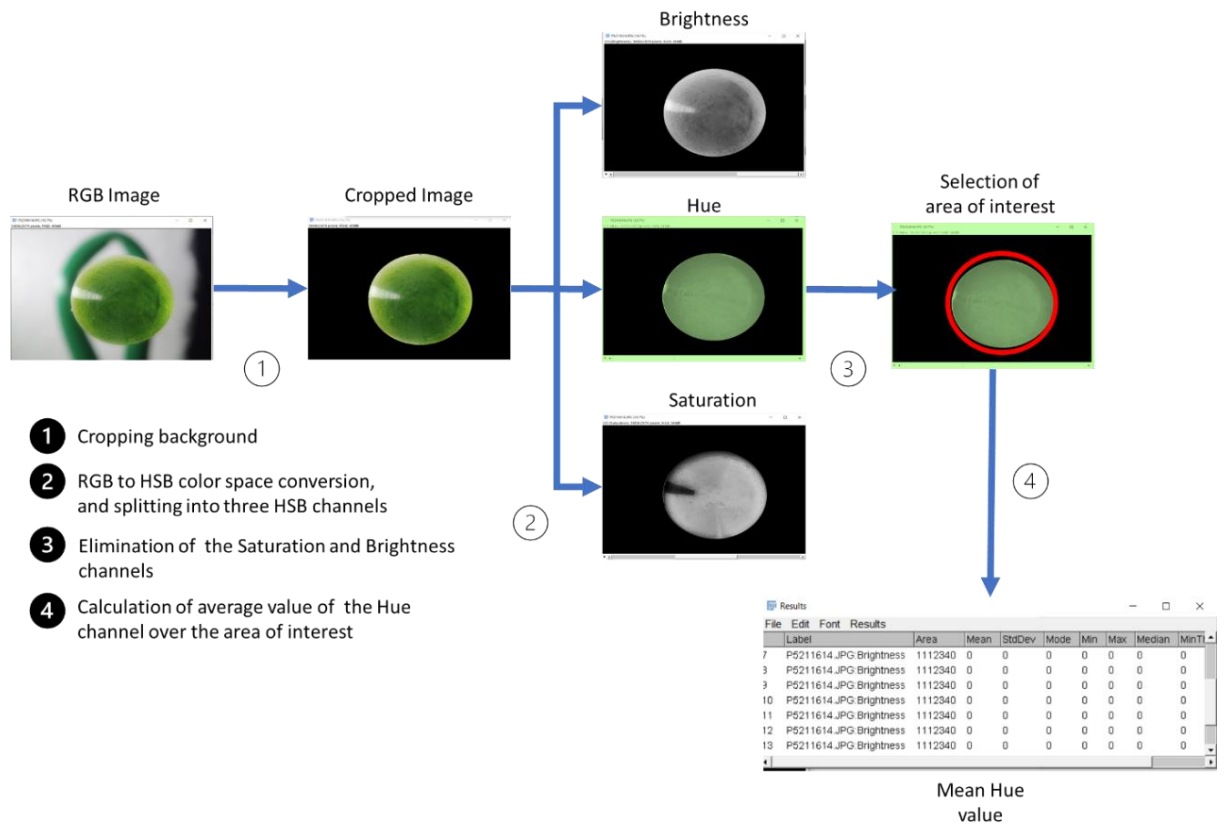 Brightness
RGB Image
Cropped Image
Hue
Selection of
area of interest
Saturation
1
2
3
4
1 Cropping background
2 RGB to HSB color space conversion,
and splitting into three HSB channels
3 Elimination of the Saturation and Brightness
channels
4 Calculation of average value of the Hue
channel over the area of interest
Results
File Edit Font Results
Label Area Mean StdDev Mode Min Max Median MinTl
7 P5211614.JPG:Brightness 1112340 0 0 0 0 0 0 0
8 P5211614.JPG:Brightness 1112340 0 0 0 0 0 0 0
9 P5211614.JPG:Brightness 1112340 0 0 0 0 0 0 0
10 P5211614.JPG:Brightness 1112340 0 0 0 0 0 0 0
11 P5211614.JPG:Brightness 1112340 0 0 0 0 0 0 0
12 P5211614.JPG:Brightness 1112340 0 0 0 0 0 0 0
13 P5211614.JPG:Brightness 1112340 0 0 0 0 0 0 0
Mean Hue
value